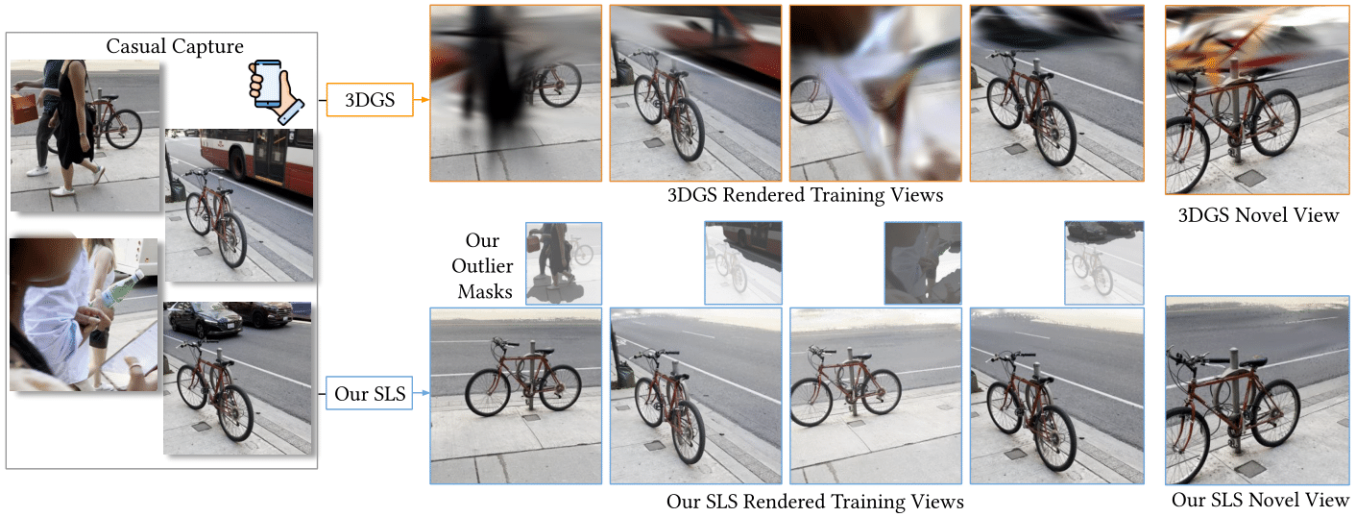 Casual Capture
3DGS
3DGS Rendered Training Views
3DGS Novel View
Our
Outlier
Masks
Our SLS
Our SLS Rendered Training Views
Our SLS Novel View